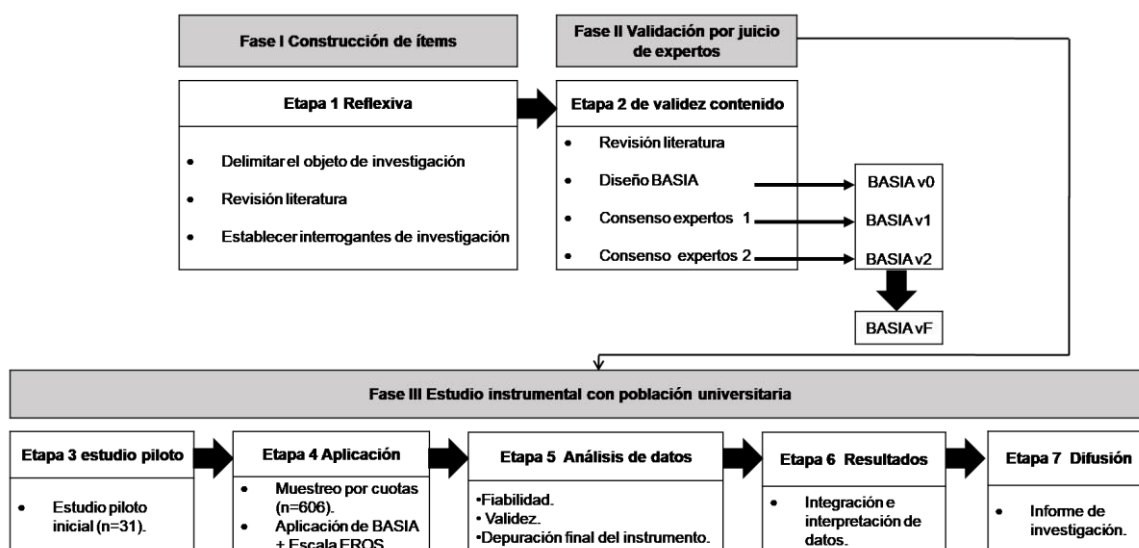 Fase I Construcción de ítems
Fase II Validación por juicio
de expertos
Etapa 1 Reflexiva
• Delimitar el objeto de investigación
• Revisión literatura
• Establecer interrogantes de investigación
Etapa 2 de validez contenido
• Revisión literatura
• Diseño BASIA
• Consenso expertos 1
• Consenso expertos 2
BASIA v0
BASIA v1
BASIA v2
BASIA vF
Fase III Estudio instrumental con población universitaria
Etapa 3 estudio piloto
• Estudio piloto
inicial (n=31).
Etapa 4 Aplicación
• Muestreo por cuotas
(n=606).
• Aplicación de BASIA
+ Escala EROS
Etapa 5 Análisis de datos
•Fiabilidad.
• Validez.
•Depuración final del instrumento.
Etapa 6 Resultados
• Integración e
interpretación de
datos.
Etapa 7 Difusión
• Informe de
investigación.